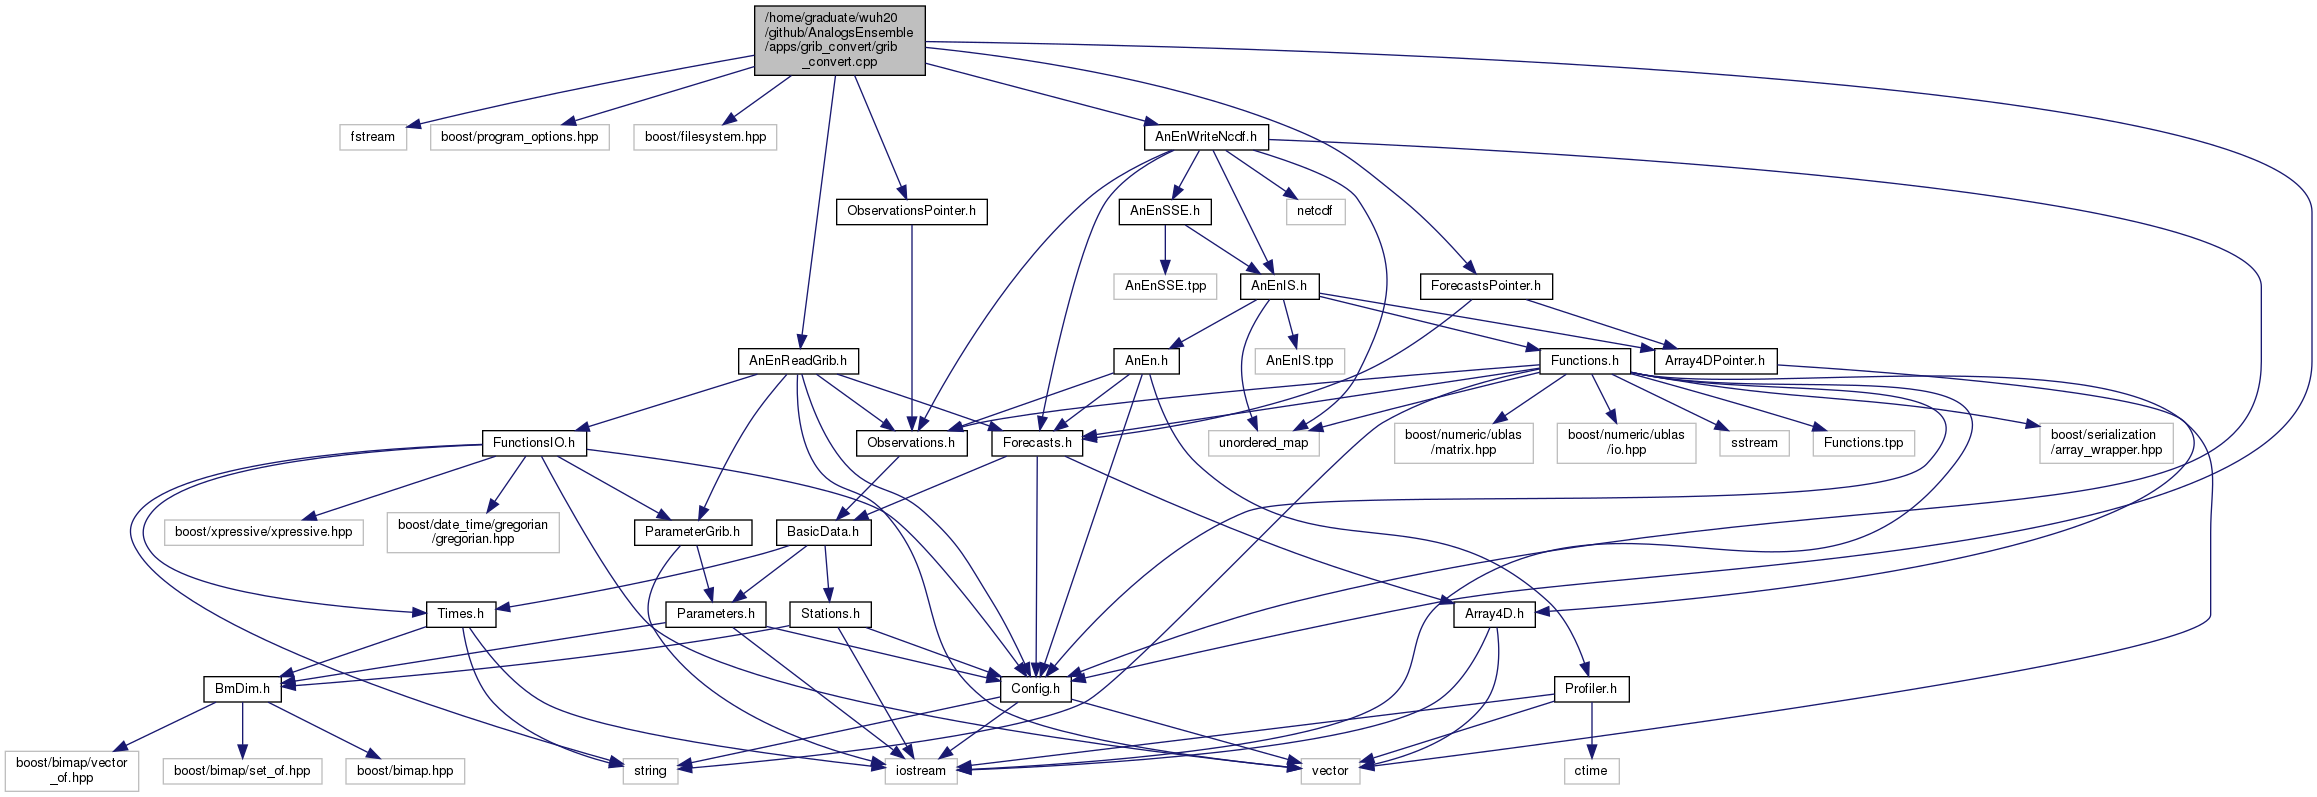 /home/graduate/wuh20
/github/AnalogsEnsemble
/apps/grib_convert/grib
_convert.cpp
fstream
boost/program_options.hpp
boost/filesystem.hpp
AnEnWriteNcdf.h
ObservationsPointer.h
AnEnSSE.h
netcdf
AnEnSSE.tpp
AnEnIS.h
ForecastsPointer.h
AnEnReadGrib.h
AnEn.h
AnEnIS.tpp
Functions.h
Array4DPointer.h
FunctionsIO.h
Observations.h
Forecasts.h
unordered_map
boost/numeric/ublas
/matrix.hpp
boost/numeric/ublas
/io.hpp
sstream
Functions.tpp
boost/serialization
/array_wrapper.hpp
boost/xpressive/xpressive.hpp
boost/date_time/gregorian
/gregorian.hpp
ParameterGrib.h
BasicData.h
Times.h
Parameters.h
Stations.h
Array4D.h
BmDim.h
Config.h
Profiler.h
boost/bimap/vector
_of.hpp
boost/bimap/set_of.hpp
boost/bimap.hpp
string
iostream
vector
ctime